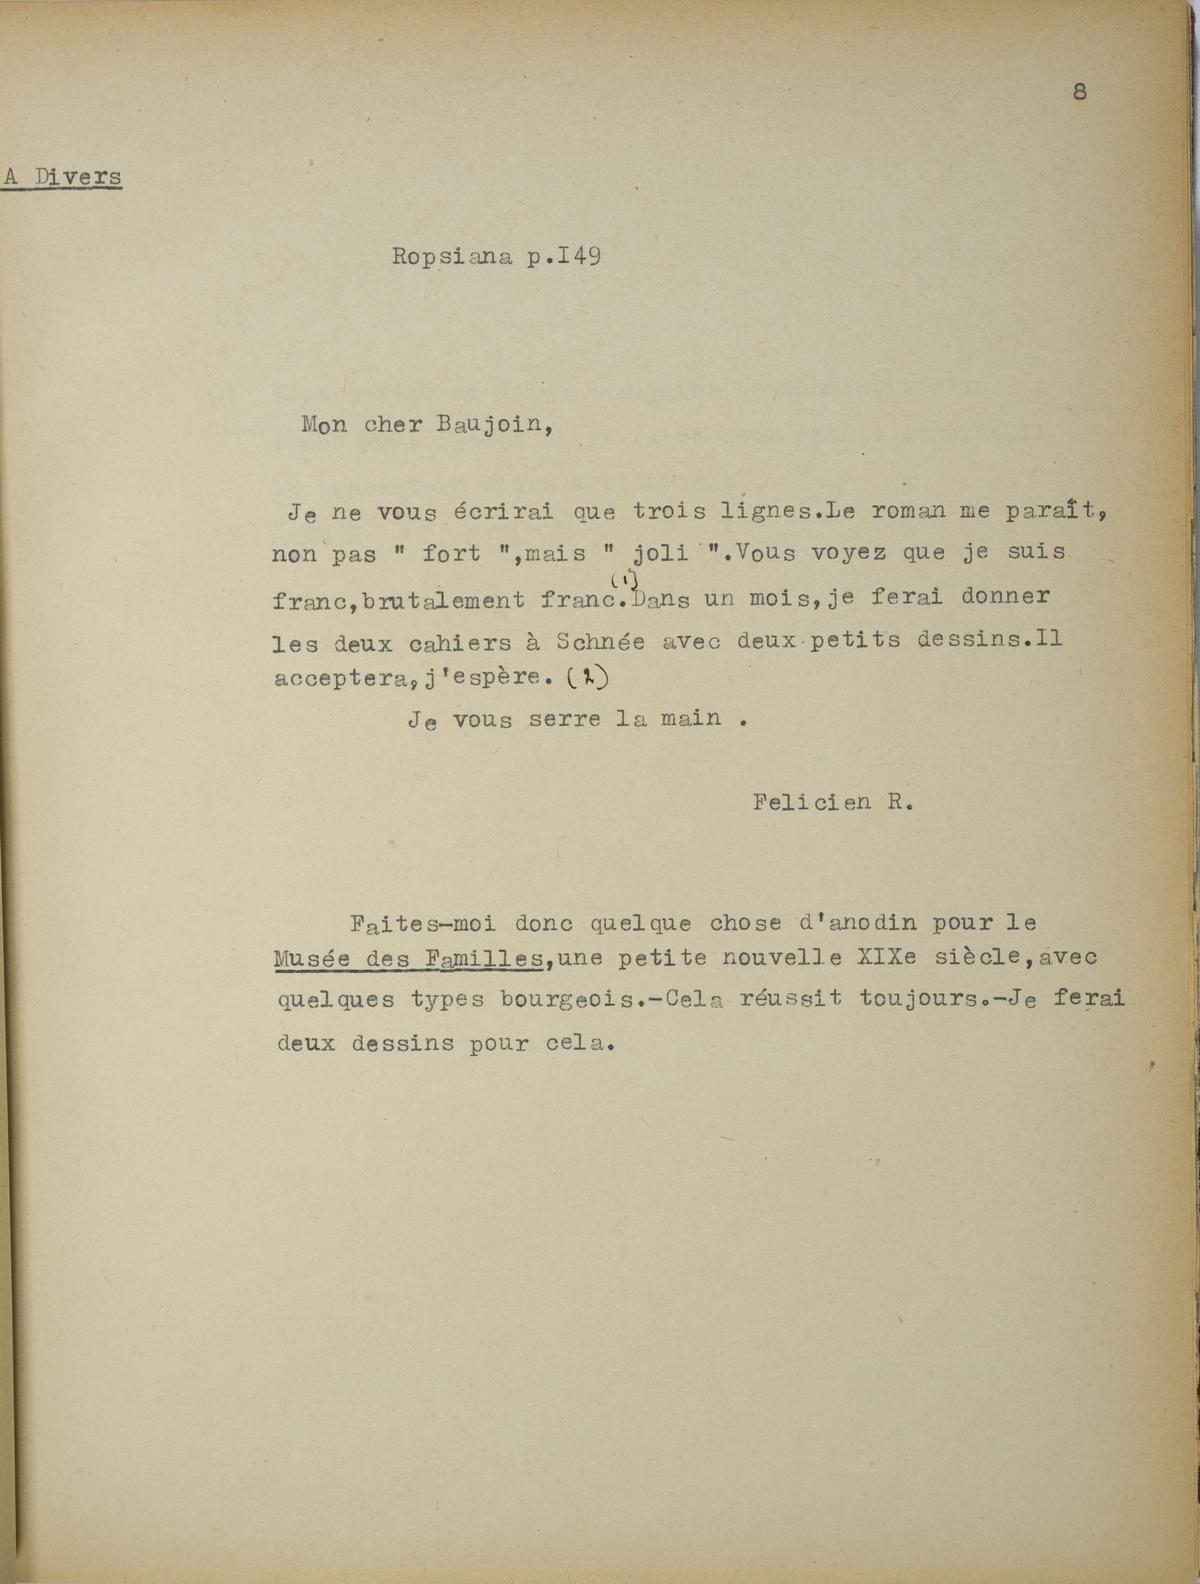 8
A Divers
Ropsiana p.I49
Mon cher Baujoin,
Je ne vous écrirai que trois lignes.Le roman me paraît,
non pas " fort ",mais " joli ".Vous voyez que je suis
franc,brutalement franc.(1)Dans un mois,je ferai donner
les deux cahiers à Schnée avec deux petits dessins.Il
acceptera,j'espère. (2)
Je vous serre la main .
Felicien R.
Faites-moi donc quelque chose d'anodin pour le
Musée des Familles,une petite nouvelle XIXe siècle,avec
quelques types bourgeois.-Cela réussit toujours.-Je ferai
deux dessins pour cela.